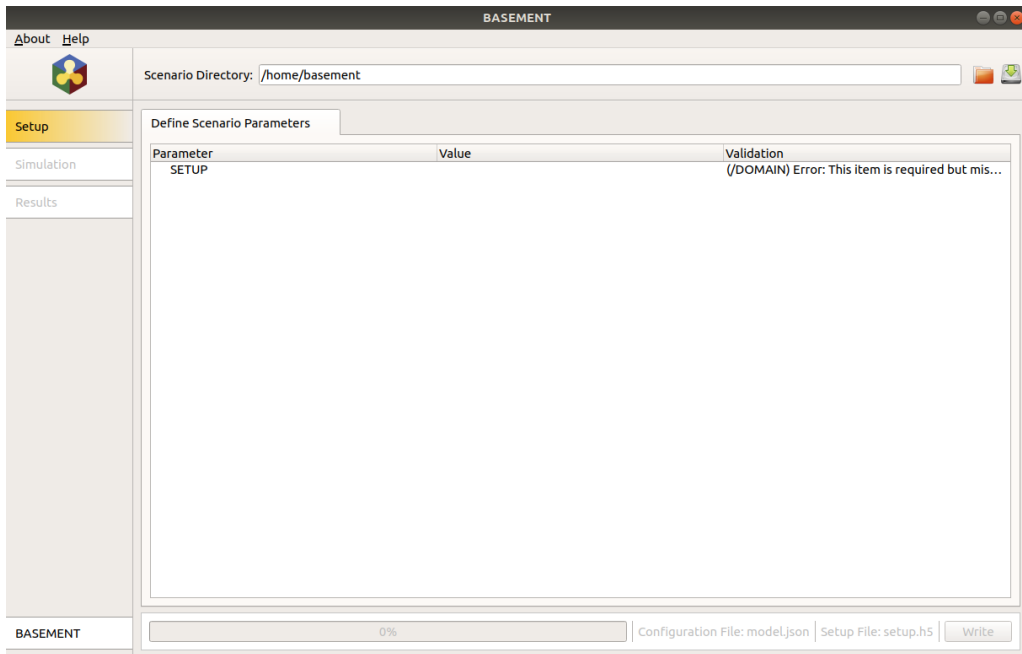 BASEMENT
About Help
Scenario Directory: /home/basement
Setup
Define Scenario Parameters
Parameter Value Validation
SETUP (/DOMAIN) Error: This item is required but mis...
Simulation
Results
BASEMENT
0% Configuration File: model.json Setup File: setup.h5 Write